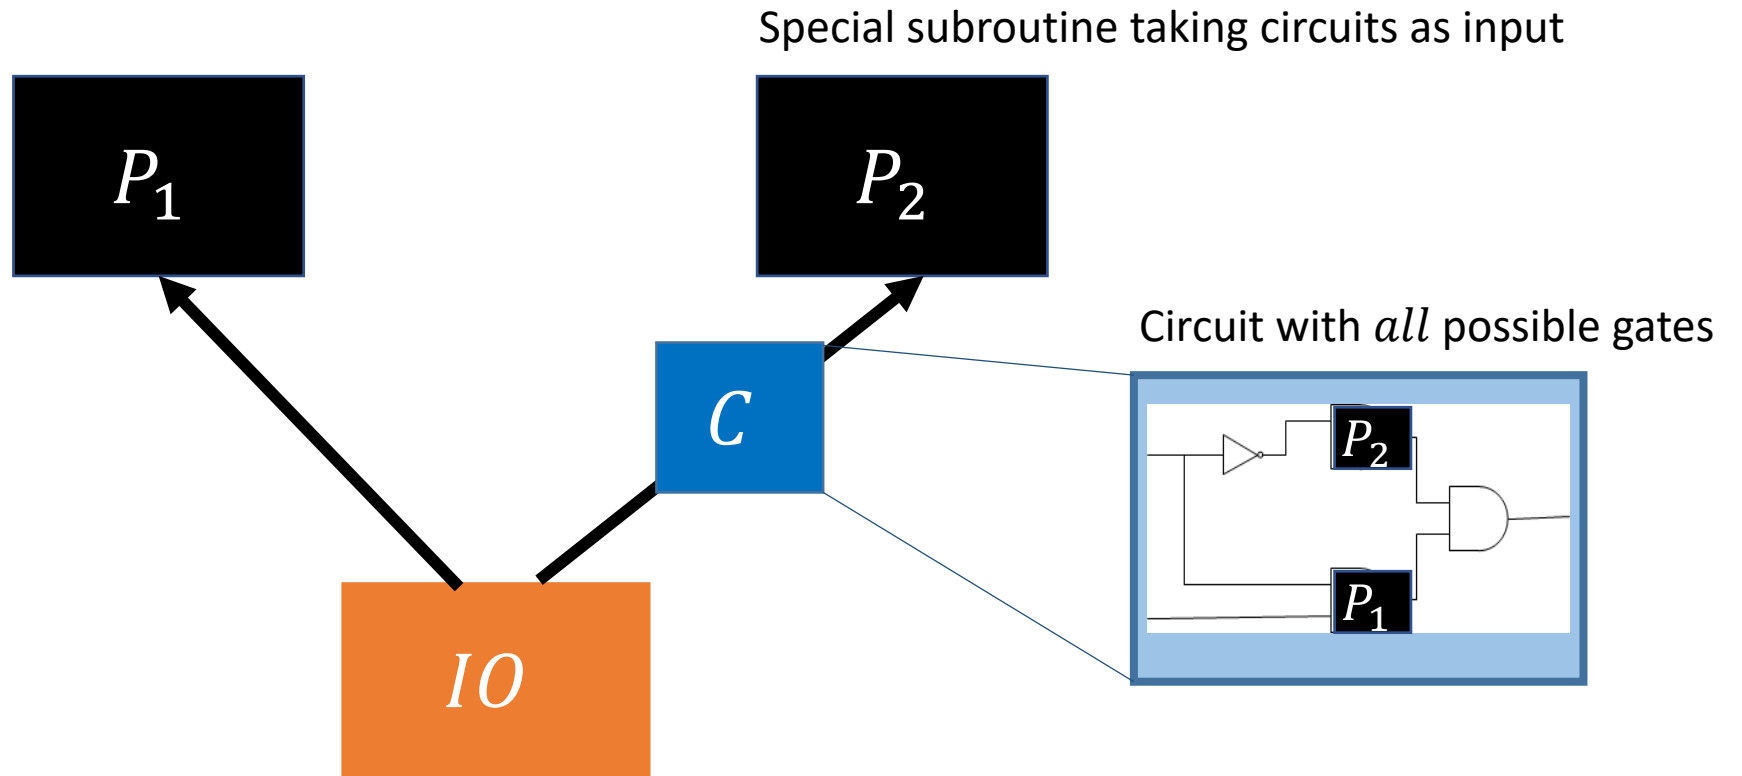 Special subroutine taking circuits as input
P₁
P₂
Circuit with all possible gates
C
P₂
P₁
IO